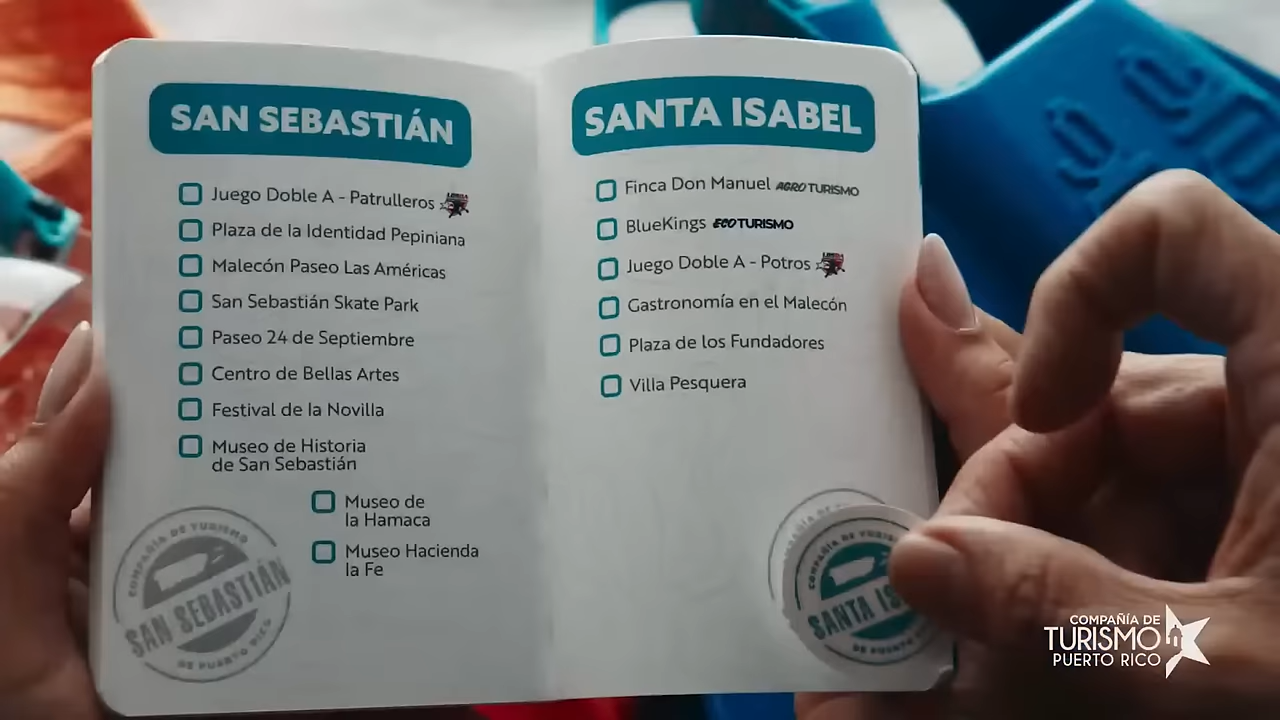 SAN SEBASTIÁN
Juego Doble A - Patrulleros
Plaza de la Identidad Pepiniana
Malecón Paseo Las Américas
San Sebastián Skate Park
Paseo 24 de Septiembre
Centro de Bellas Artes
Festival de la Novilla
Museo de Historia
de San Sebastián
Museo de
la Hamaca
Museo Hacienda
la Fe
COMPAÑÍA DE TURISMO
SAN SEBASTIÁN
DE PUERTO RICO
SANTA ISABEL
Finca Don Manuel AGROTURISMO
BlueKings ECOTURISMO
Juego Doble A - Potros
Gastronomía en el Malecón
Plaza de los Fundadores
Villa Pesquera
COMPAÑÍA DE
SANTA
DE PUERTO
COMPAÑÍA DE
TURISMO
PUERTO RICO